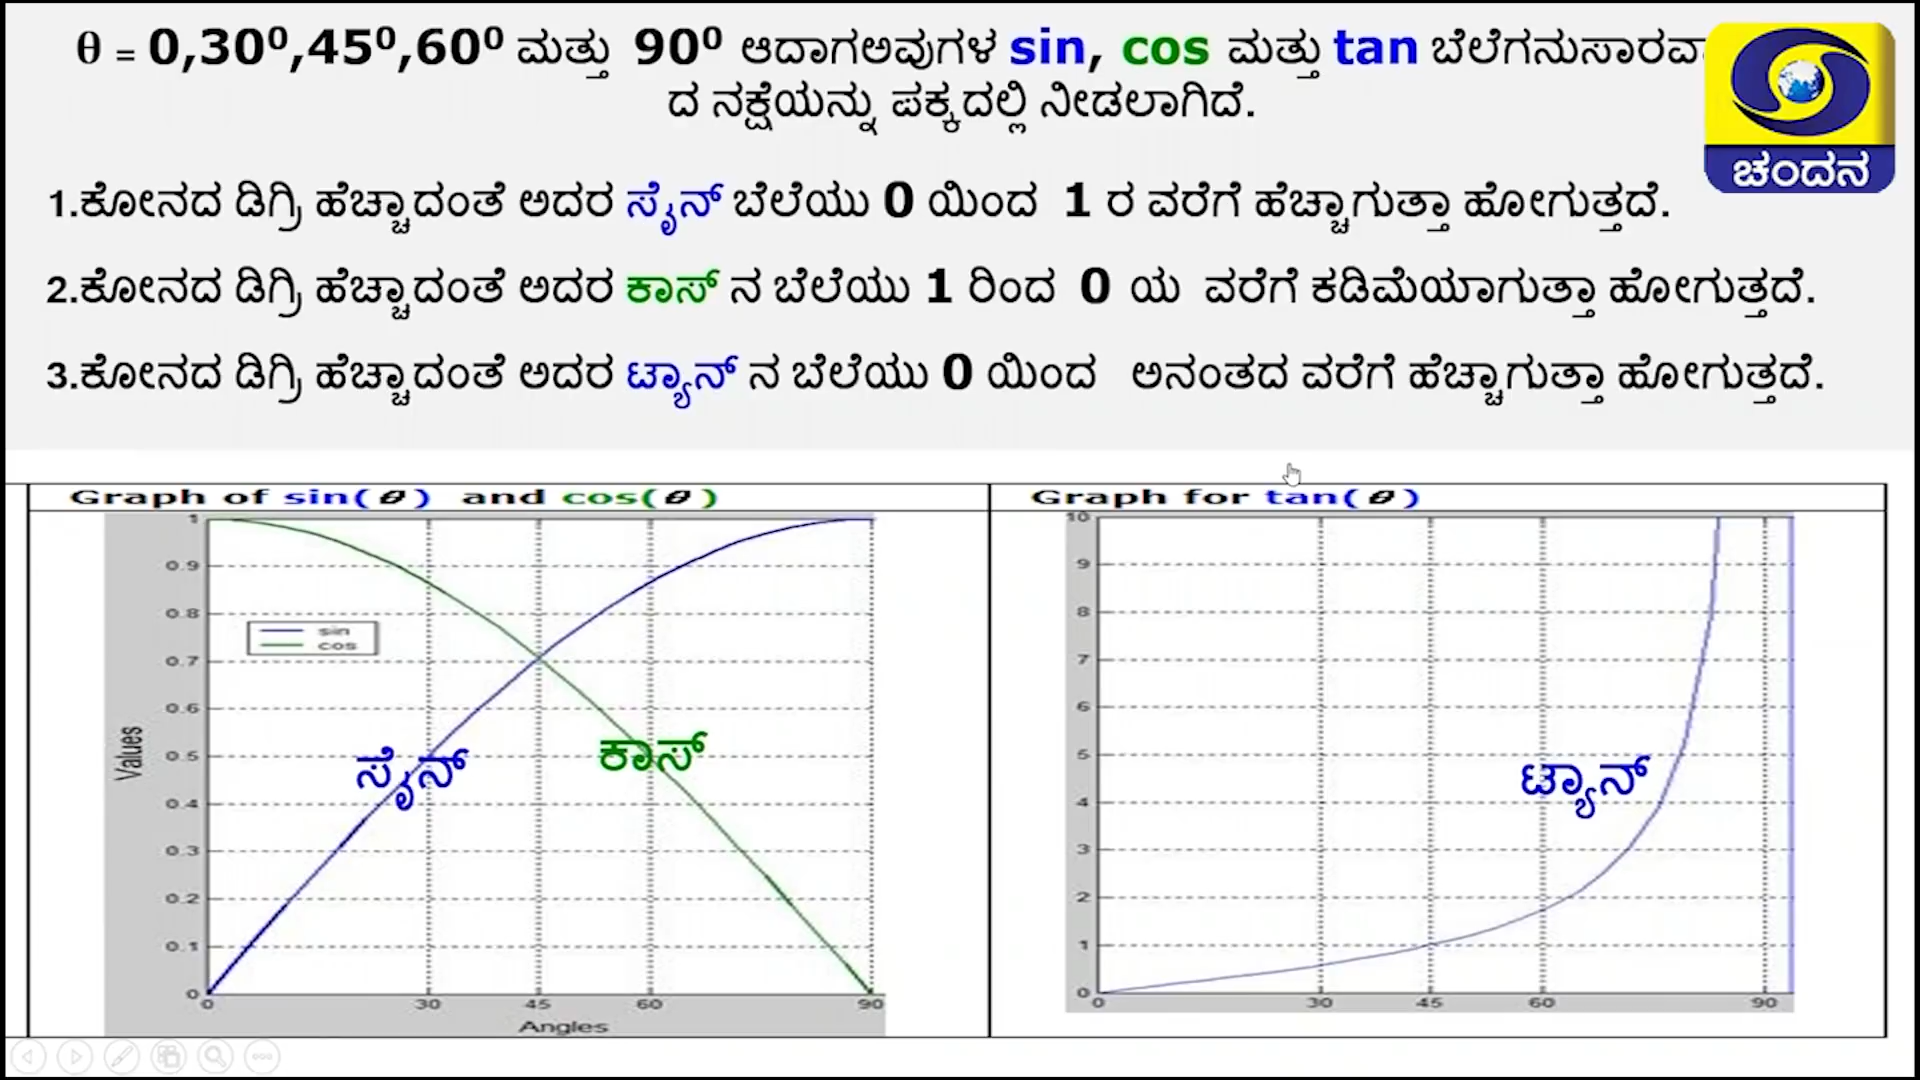 θ = 0,30⁰,45⁰,60⁰ ಮತ್ತು 90⁰ ಆದಾಗಅವುಗಳ sin, cos ಮತ್ತು tan ಬೆಲೆಗನುಸಾರವಾ
ದ ನಕ್ಷೆಯನ್ನು ಪಕ್ಕದಲ್ಲಿ ನೀಡಲಾಗಿದೆ.
ಚಂದನ
1.ಕೋನದ ಡಿಗ್ರಿ ಹೆಚ್ಚಾದಂತೆ ಅದರ ಸೈನ್ ಬೆಲೆಯು 0 ಯಿಂದ 1 ರ ವರೆಗೆ ಹೆಚ್ಚಾಗುತ್ತಾ ಹೋಗುತ್ತದೆ.
2.ಕೋನದ ಡಿಗ್ರಿ ಹೆಚ್ಚಾದಂತೆ ಅದರ ಕಾಸ್ ನ ಬೆಲೆಯು 1 ರಿಂದ 0 ಯ ವರೆಗೆ ಕಡಿಮೆಯಾಗುತ್ತಾ ಹೋಗುತ್ತದೆ.
3.ಕೋನದ ಡಿಗ್ರಿ ಹೆಚ್ಚಾದಂತೆ ಅದರ ಟ್ಯಾನ್ ನ ಬೆಲೆಯು 0 ಯಿಂದ ಅನಂತದ ವರೆಗೆ ಹೆಚ್ಚಾಗುತ್ತಾ ಹೋಗುತ್ತದೆ.
Graph of sin(θ) and cos(θ)
1
0.9
0.8
0.7
0.6
0.5
0.4
0.3
0.2
0.1
0
Values
sin
cos
ಸೈನ್
ಕಾಸ್
0 30 45 60 90
Angles
Graph for tan(θ)
10
9
8
7
6
5
4
3
2
1
0
ಟ್ಯಾನ್
0 30 45 60 90